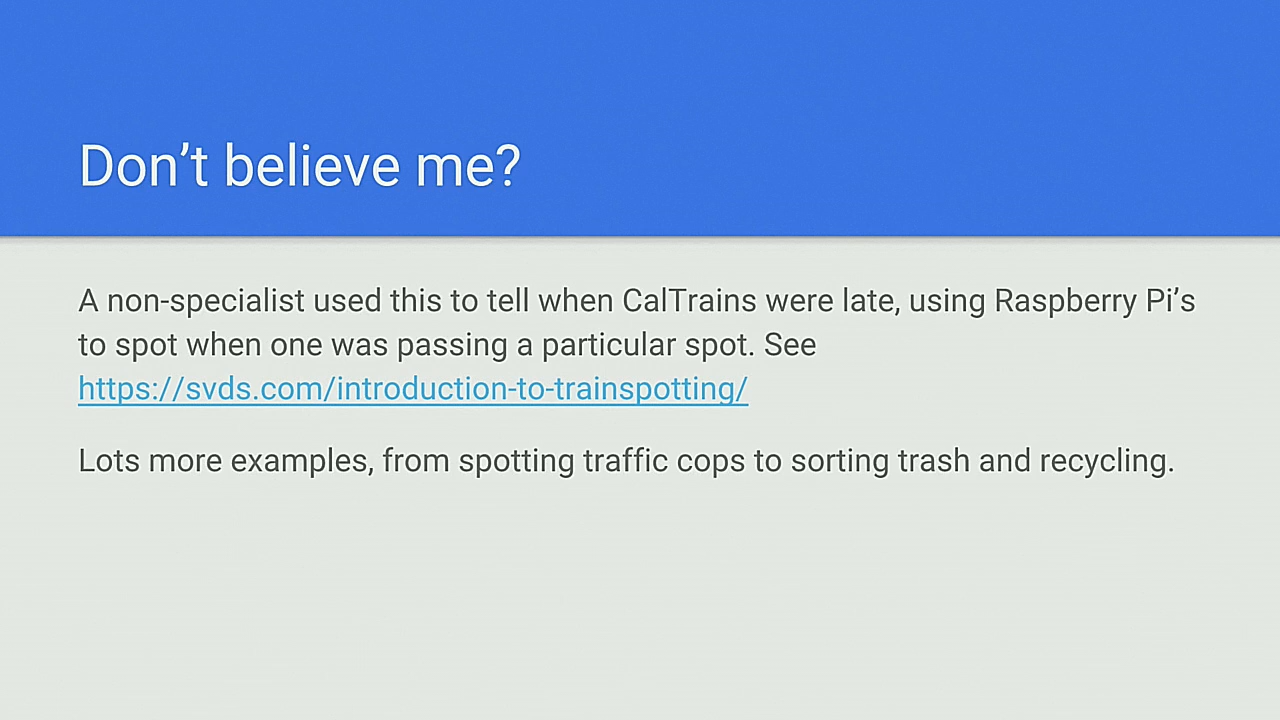 Don’t believe me?
A non-specialist used this to tell when CalTrains were late, using Raspberry Pi’s
to spot when one was passing a particular spot. See
https://svds.com/introduction-to-trainspotting/
Lots more examples, from spotting traffic cops to sorting trash and recycling.